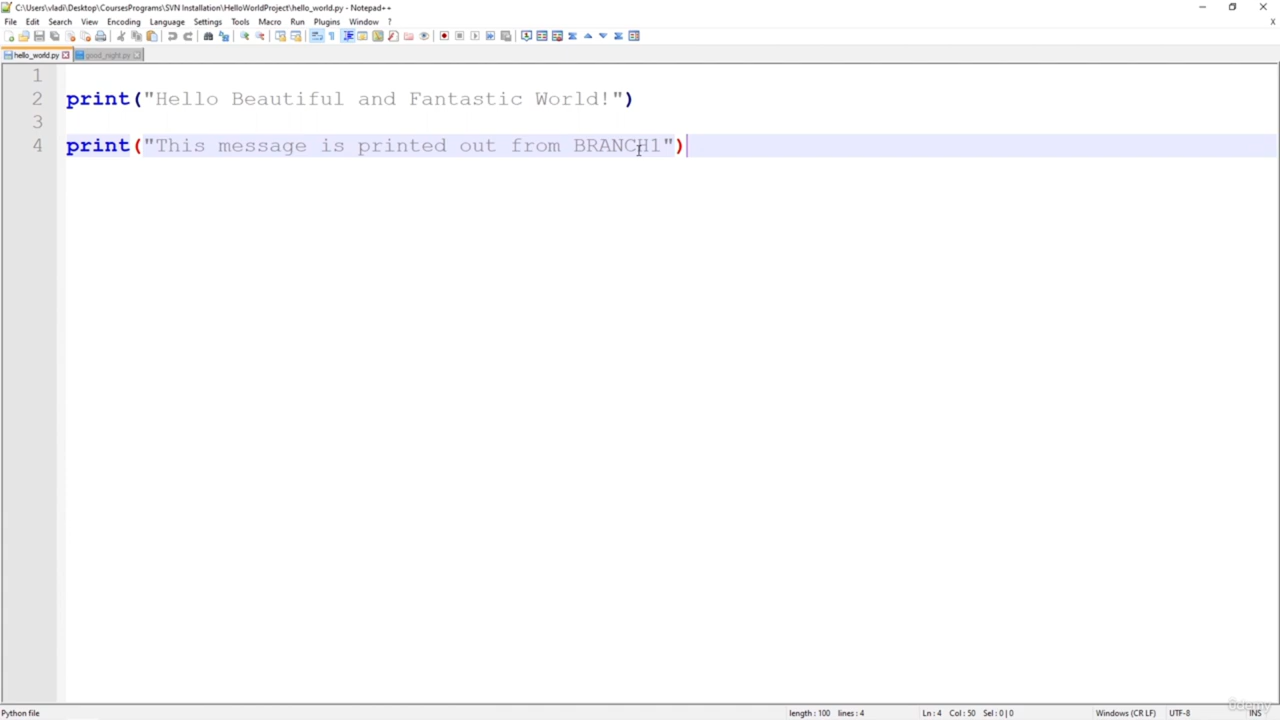 C:\Users\vladi\Desktop\CoursesPrograms\SVN Installation\HelloWorldProject\hello_world.py - Notepad++
File Edit Search View Encoding Language Settings Tools Macro Run Plugins Window ?
hello_world.py good_night.py
1
2 print("Hello Beautiful and Fantastic World!")
3
4 print("This message is printed out from BRANCH1")
Python file length : 100 lines : 4 Ln : 4 Col : 50 Sel : 0 | 0 Windows (CR LF) UTF-8 INS
ûdemy